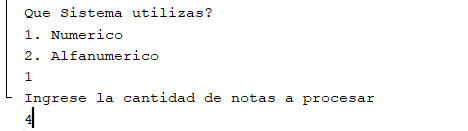 Que Sistema utilizas?
1. Numerico
2. Alfanumerico
1
Ingrese la cantidad de notas a procesar
4